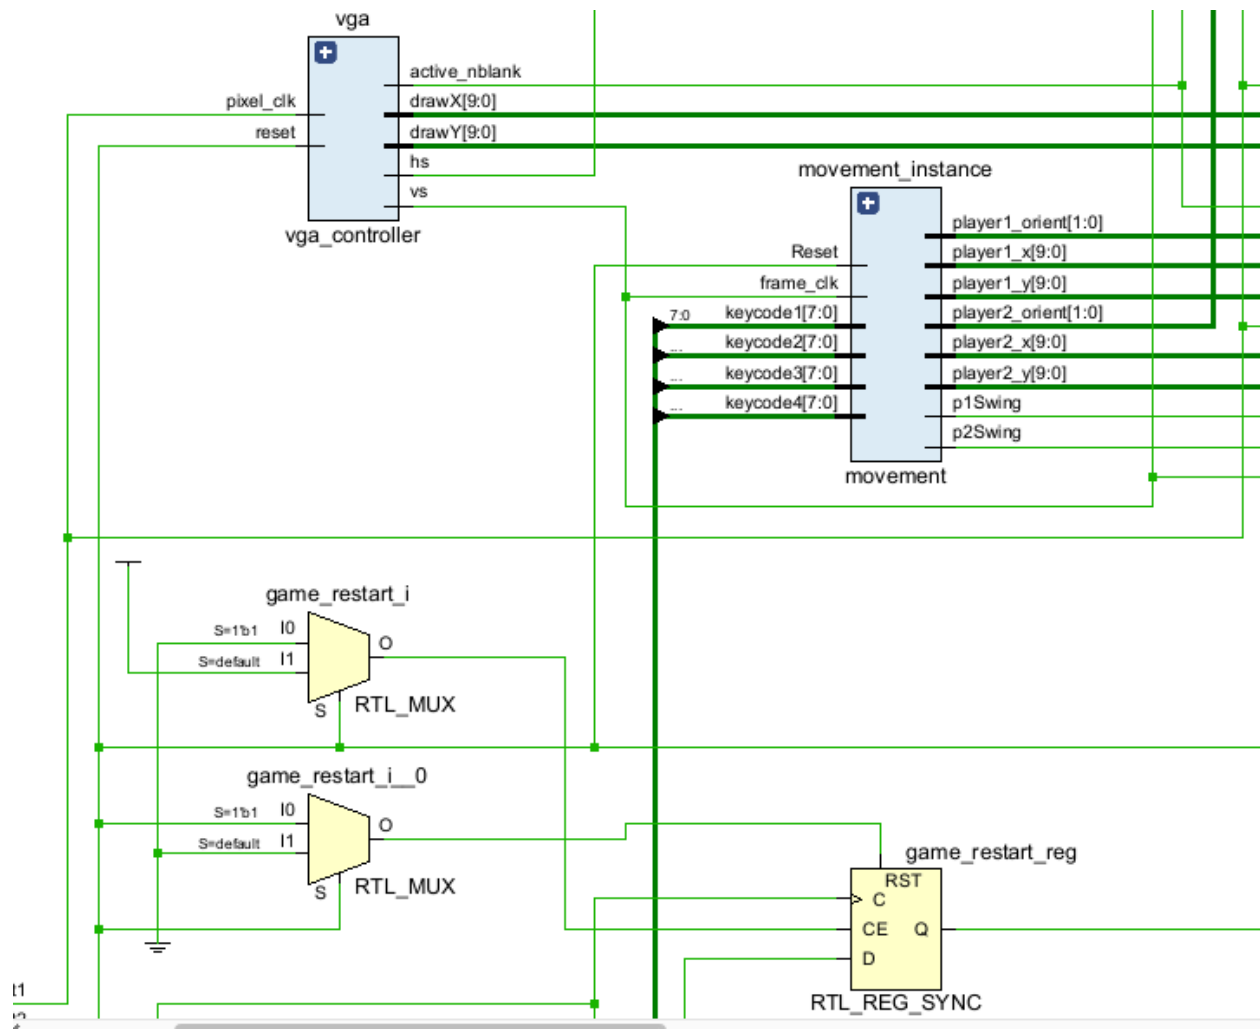 vga
active_nblank
pixel_clk
drawX[9:0]
reset
drawY[9:0]
hs
vs
vga_controller
movement_instance
player1_orient[1:0]
Reset
player1_x[9:0]
frame_clk
player1_y[9:0]
7:0
keycode1[7:0]
player2_orient[1:0]
...
keycode2[7:0]
player2_x[9:0]
...
keycode3[7:0]
player2_y[9:0]
...
keycode4[7:0]
p1Swing
p2Swing
movement
game_restart_i
S=1'b1
I0
O
S=default
I1
S
RTL_MUX
game_restart_i__0
S=1'b1
I0
O
S=default
I1
S
RTL_MUX
game_restart_reg
RST
C
CE
Q
D
RTL_REG_SYNC